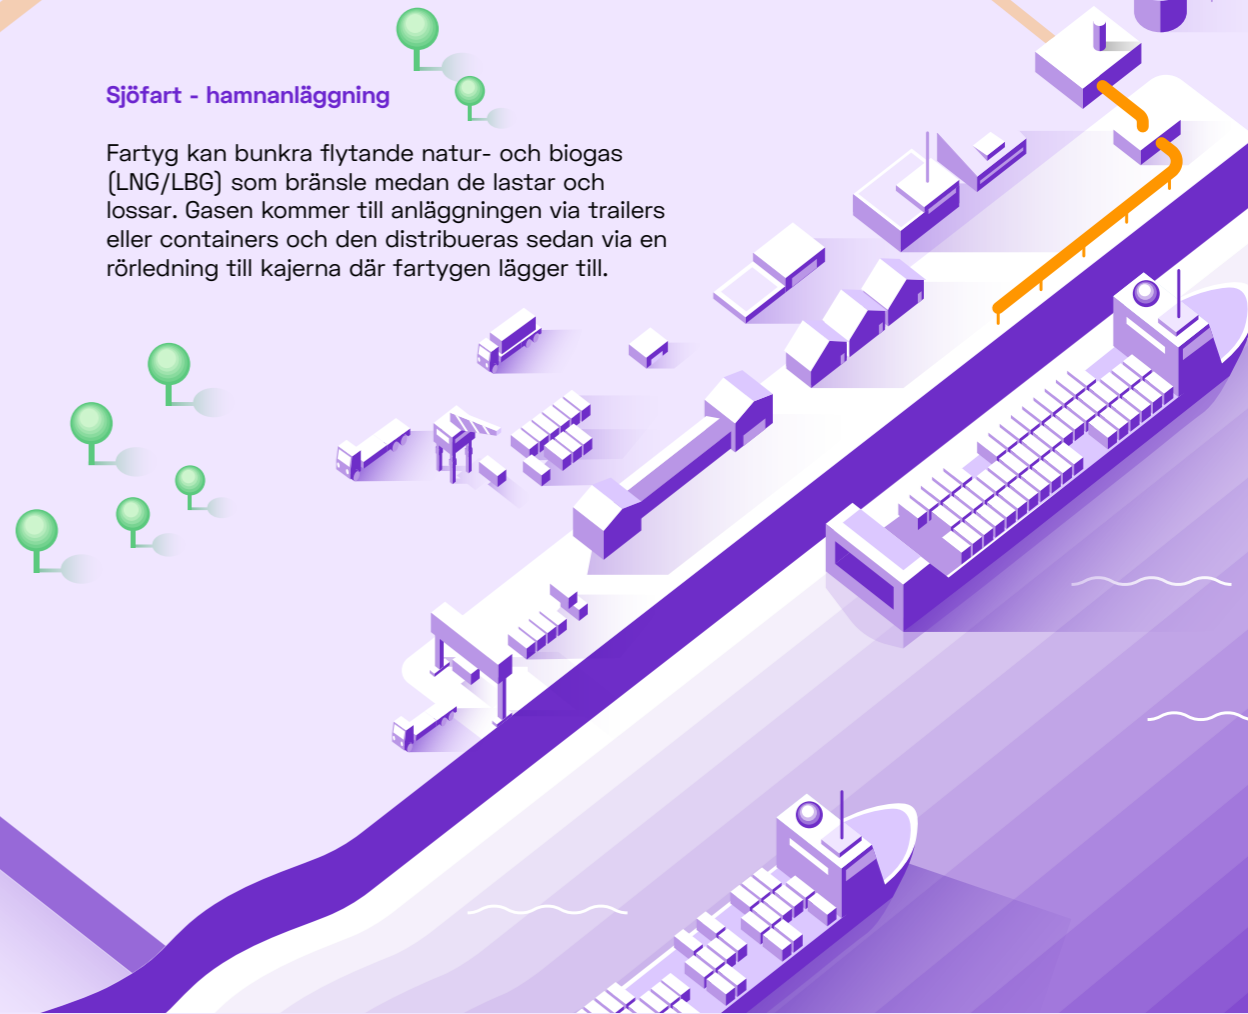 Sjöfart - hamnanläggning
Fartyg kan bunkra flytande natur- och biogas
(LNG/LBG) som bränsle medan de lastar och
lossar. Gasen kommer till anläggningen via trailers
eller containers och den distribueras sedan via en
rörledning till kajerna där fartygen lägger till.